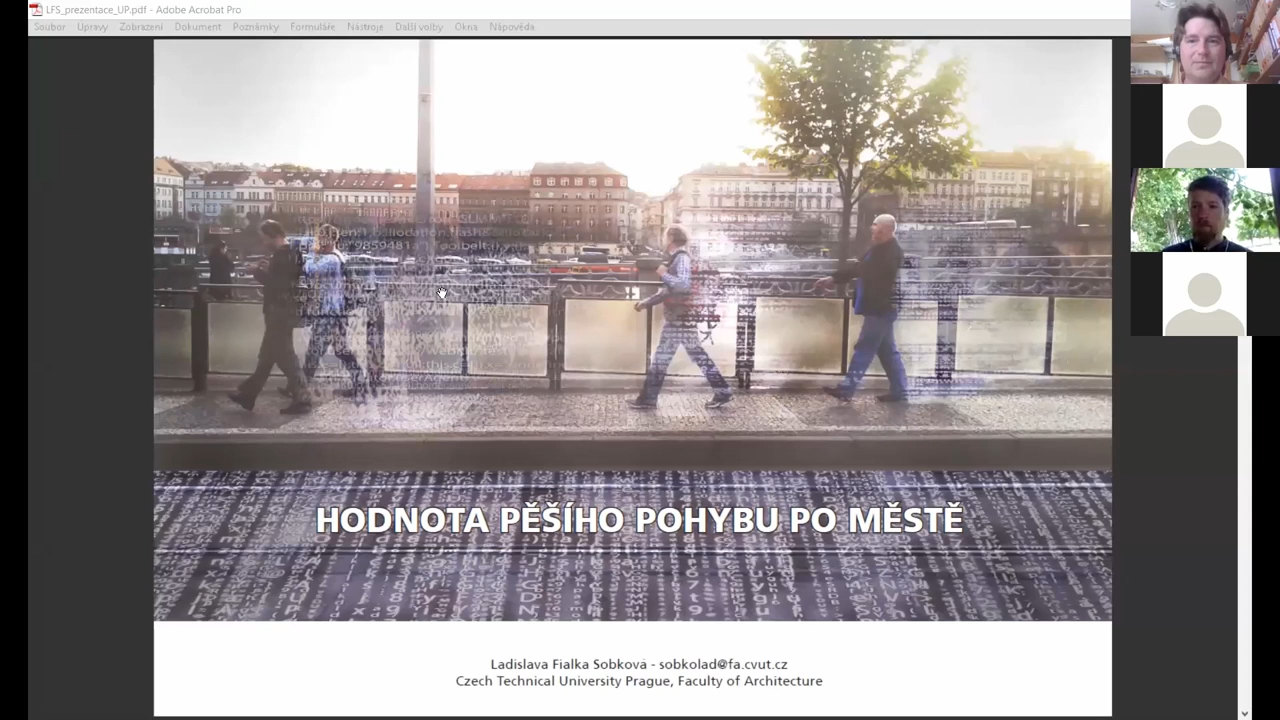 LFS_prezentace_UP.pdf - Adobe Acrobat Pro
Soubor Úpravy Zobrazení Dokument Poznámky Formuláře Nástroje Další volby Okna Nápověda
HODNOTA PĚŠÍHO POHYBU PO MĚSTĚ
Ladislava Fialka Sobková - sobkolad@fa.cvut.cz
Czech Technical University Prague, Faculty of Architecture